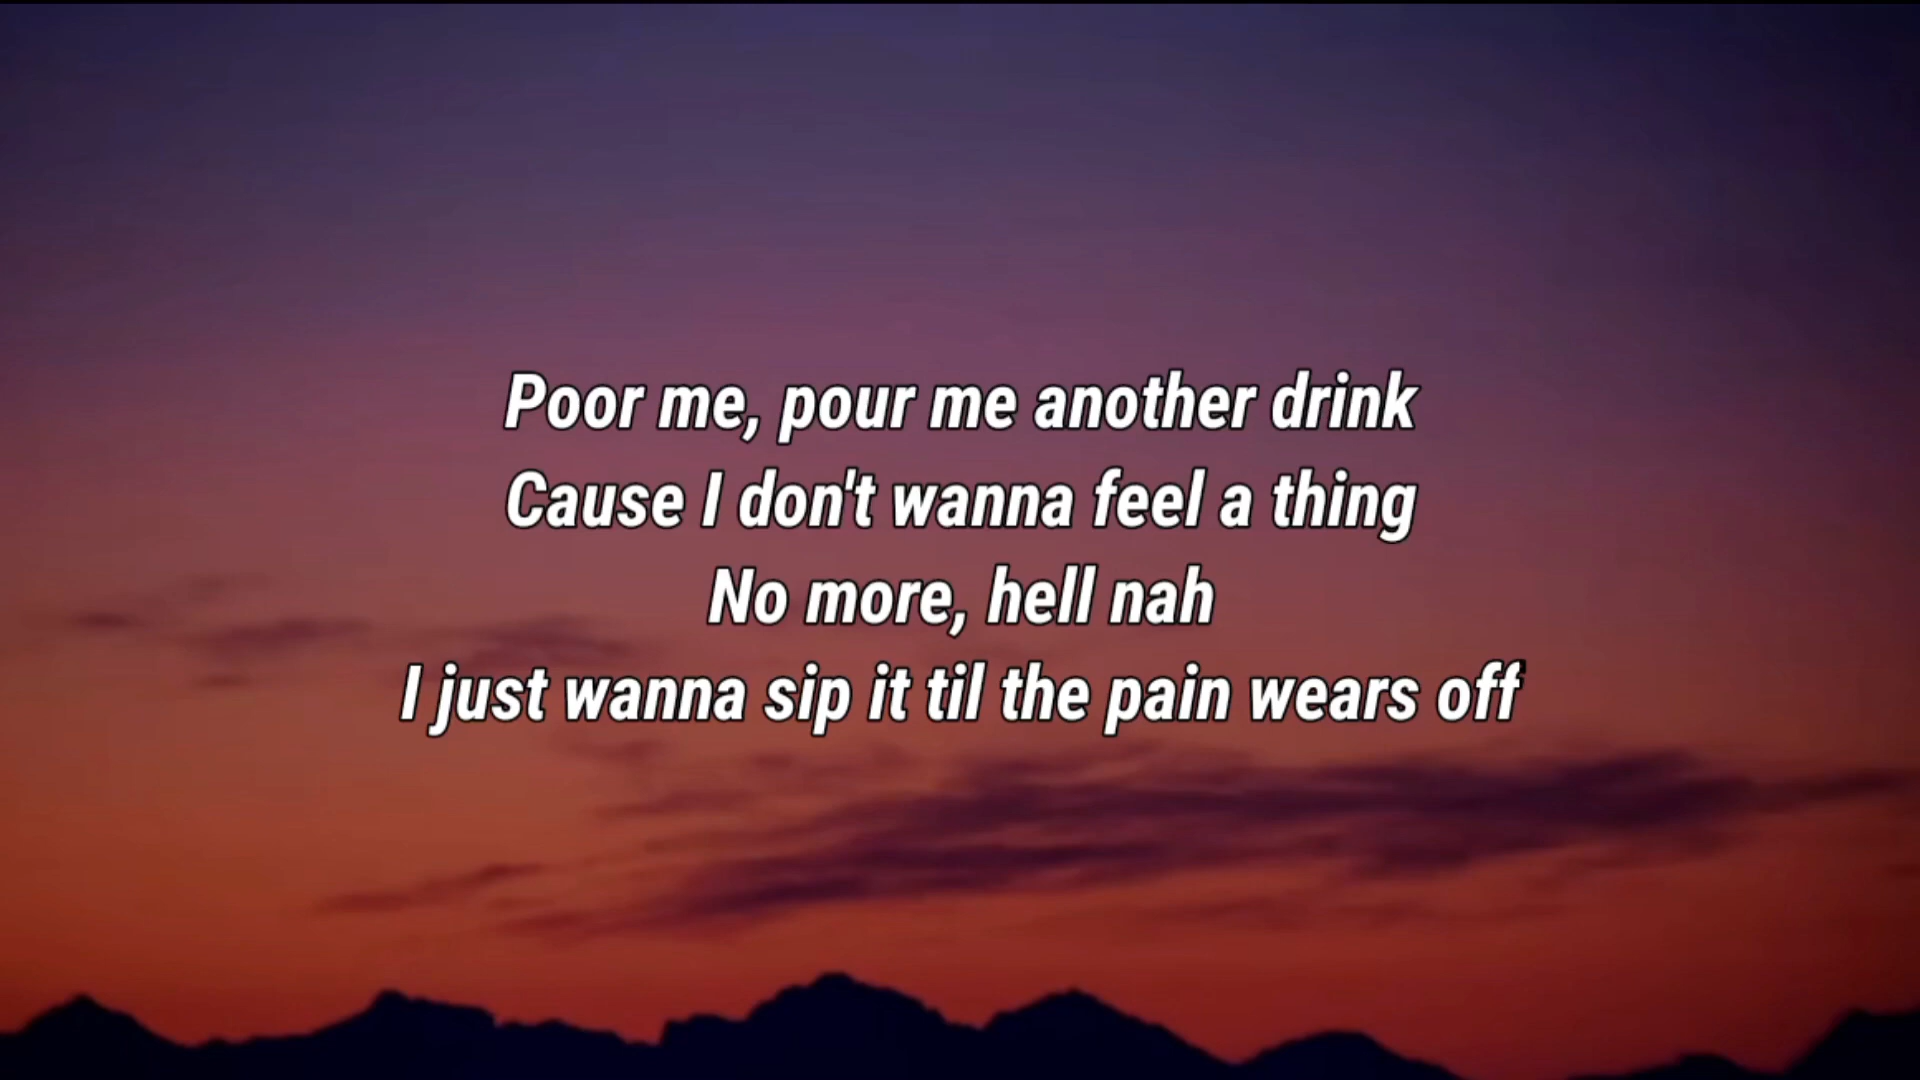 Poor me, pour me another drink
Cause I don't wanna feel a thing
No more, hell nah
I just wanna sip it til the pain wears off